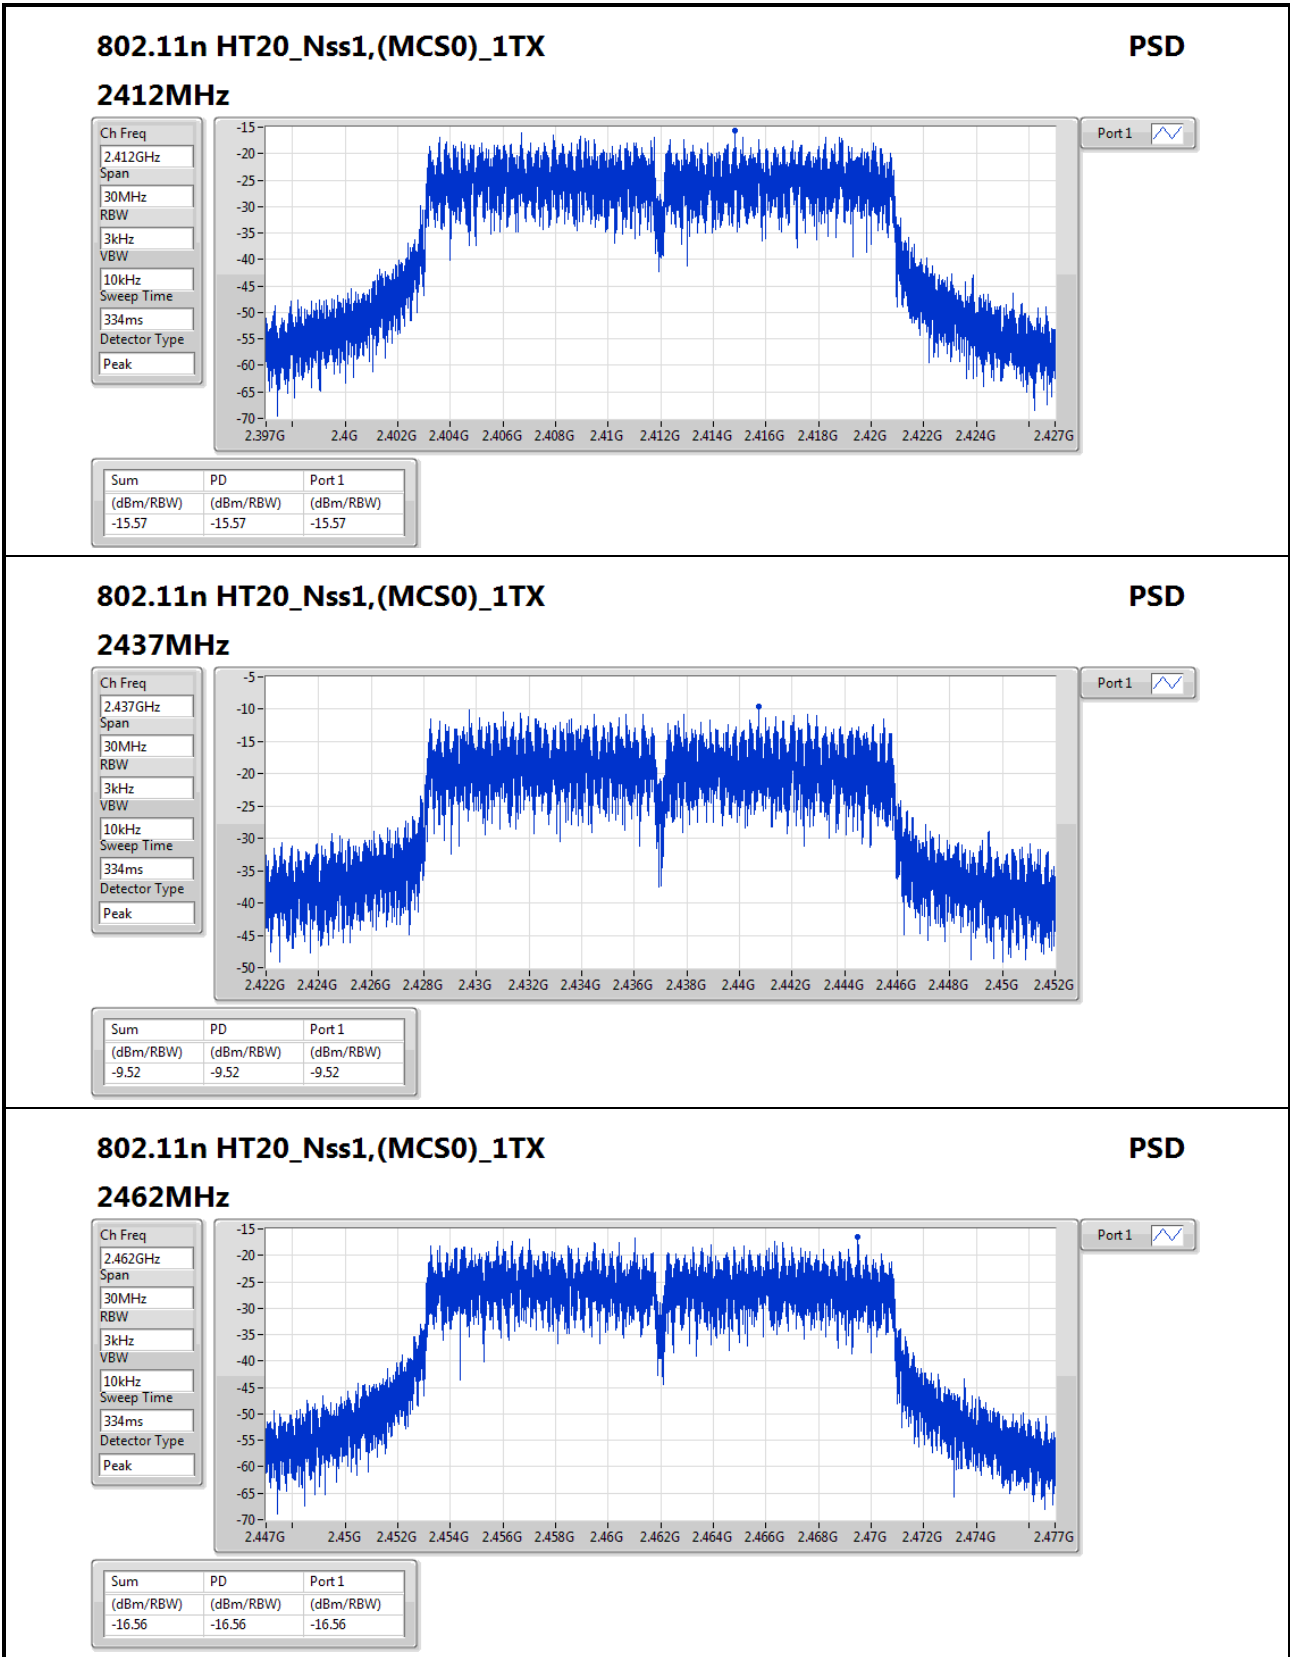 802.11n HT20_Nss1,(MCS0)_1TX PSD
2412MHz
Ch Freq
2.412GHz
Span
30MHz
RBW
3kHz
VBW
10kHz
Sweep Time
334ms
Detector Type
Peak
-15
-20
-25
-30
-35
-40
-45
-50
-55
-60
-65
-70
2.397G 2.4G 2.402G 2.404G 2.406G 2.408G 2.41G 2.412G 2.414G 2.416G 2.418G 2.42G 2.422G 2.424G 2.427G
Port 1
Sum PD Port 1
(dBm/RBW) (dBm/RBW) (dBm/RBW)
-15.57 -15.57 -15.57
802.11n HT20_Nss1,(MCS0)_1TX PSD
2437MHz
Ch Freq
2.437GHz
Span
30MHz
RBW
3kHz
VBW
10kHz
Sweep Time
334ms
Detector Type
Peak
-5
-10
-15
-20
-25
-30
-35
-40
-45
-50
2.422G 2.424G 2.426G 2.428G 2.43G 2.432G 2.434G 2.436G 2.438G 2.44G 2.442G 2.444G 2.446G 2.448G 2.45G 2.452G
Port 1
Sum PD Port 1
(dBm/RBW) (dBm/RBW) (dBm/RBW)
-9.52 -9.52 -9.52
802.11n HT20_Nss1,(MCS0)_1TX PSD
2462MHz
Ch Freq
2.462GHz
Span
30MHz
RBW
3kHz
VBW
10kHz
Sweep Time
334ms
Detector Type
Peak
-15
-20
-25
-30
-35
-40
-45
-50
-55
-60
-65
-70
2.447G 2.45G 2.452G 2.454G 2.456G 2.458G 2.46G 2.462G 2.464G 2.466G 2.468G 2.47G 2.472G 2.474G 2.477G
Port 1
Sum PD Port 1
(dBm/RBW) (dBm/RBW) (dBm/RBW)
-16.56 -16.56 -16.56